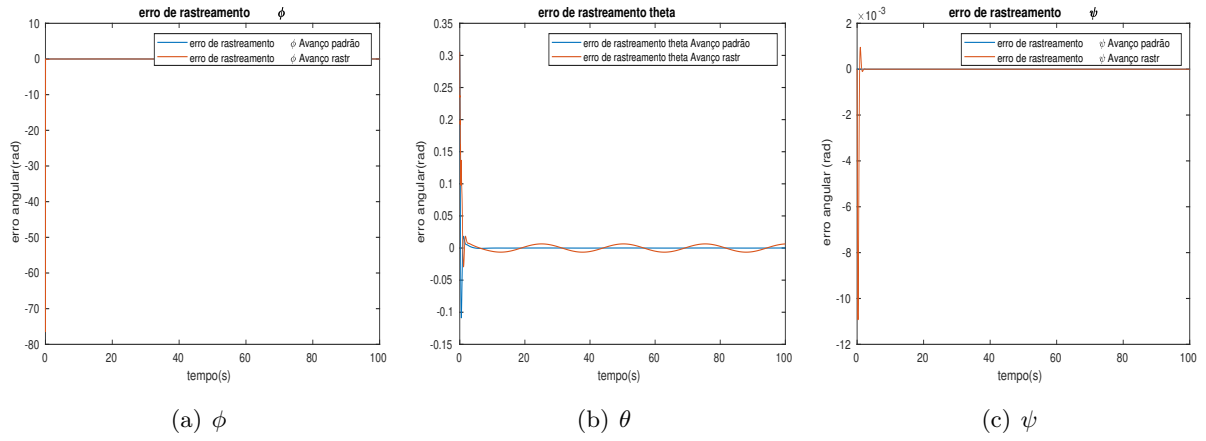 erro de rastreamento ϕ
erro de rastreamento ϕ Avanço padrão
erro de rastreamento ϕ Avanço rastr
10
0
-10
-20
-30
-40
-50
-60
-70
-80
0
20
40
60
80
100
erro angular(rad)
tempo(s)
(a) ϕ
erro de rastreamento theta
erro de rastreamento theta Avanço padrão
erro de rastreamento theta Avanço rastr
0.35
0.3
0.25
0.2
0.15
0.1
0.05
0
-0.05
-0.1
-0.15
0
20
40
60
80
100
erro angular(rad)
tempo(s)
(b) θ
erro de rastreamento ψ
×10⁻³
erro de rastreamento ψ Avanço padrão
erro de rastreamento ψ Avanço rastr
2
0
-2
-4
-6
-8
-10
-12
0
20
40
60
80
100
erro angular (rad)
tempo(s)
(c) ψ